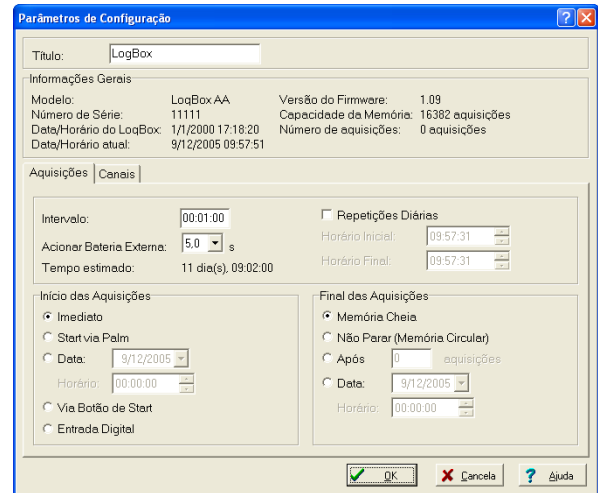 Parâmetros de Configuração
Título: LogBox
Informações Gerais
Modelo: LogBox AA Versão do Firmware: 1.09
Número de Série: 11111 Capacidade da Memória: 16382 aquisições
Data/Horário do LogBox: 1/1/2000 17:18:20 Número de aquisições: 0 aquisições
Data/Horário atual: 9/12/2005 09:57:51
Aquisições Canais
Intervalo: 00:01:00 Repetições Diárias
Acionar Bateria Externa: 5,0 s Horário Inicial: 09:57:31
Tempo estimado: 11 dia(s), 09:02:00 Horário Final: 09:57:31
Início das Aquisições
Imediato
Start via Palm
Data: 9/12/2005
Horário: 00:00:00
Via Botão de Start
Entrada Digital
Final das Aquisições
Memória Cheia
Não Parar (Memória Circular)
Após 0 aquisições
Data: 9/12/2005
Horário: 00:00:00
OK Cancela ? Ajuda